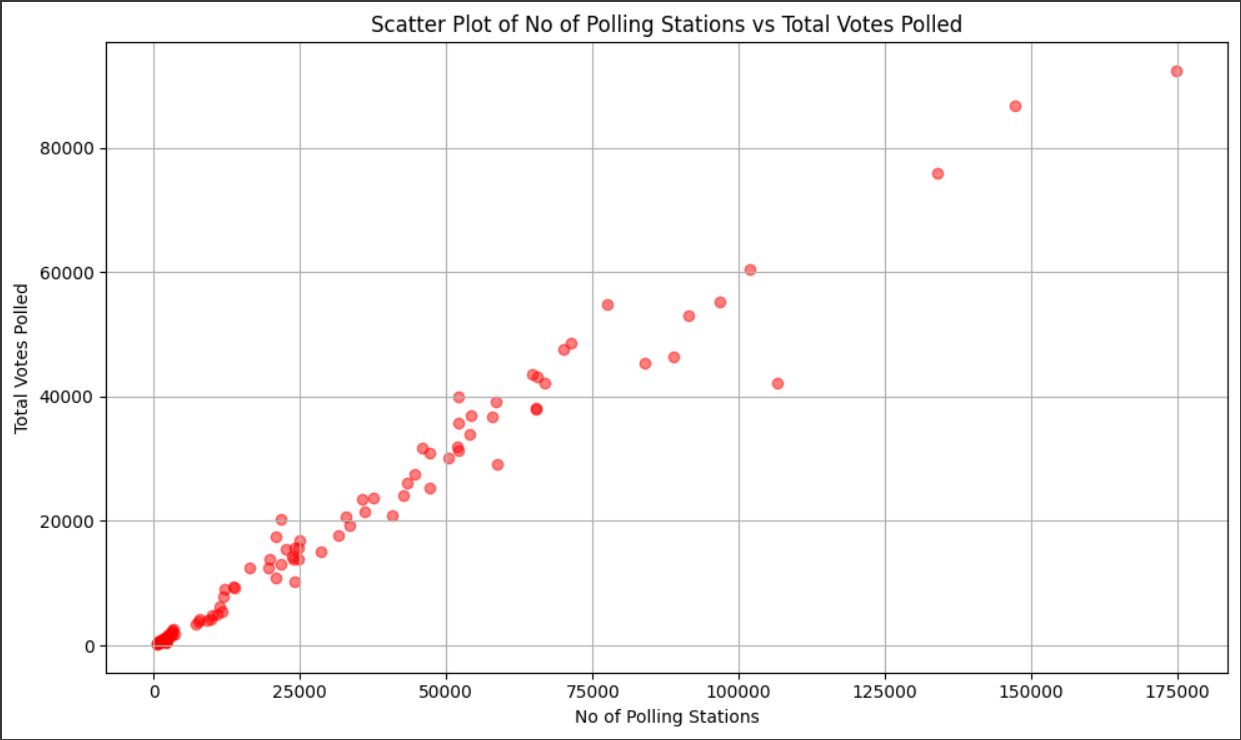 Scatter Plot of No of Polling Stations vs Total Votes Polled
Total Votes Polled
80000
60000
40000
20000
0
0 25000 50000 75000 100000 125000 150000 175000
No of Polling Stations